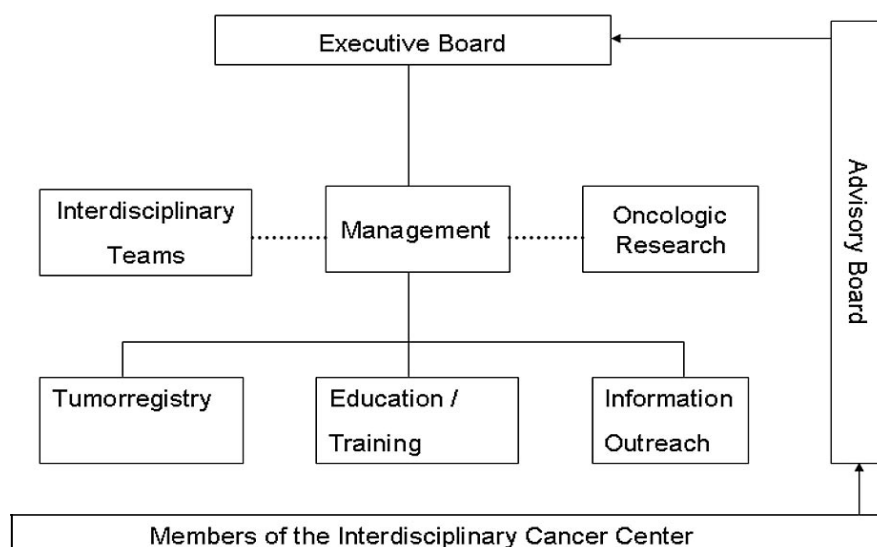 Executive Board
Advisory Board
Interdisciplinary
Teams
Management
Oncologic
Research
Tumorregistry
Education /
Training
Information
Outreach
Members of the Interdisciplinary Cancer Center